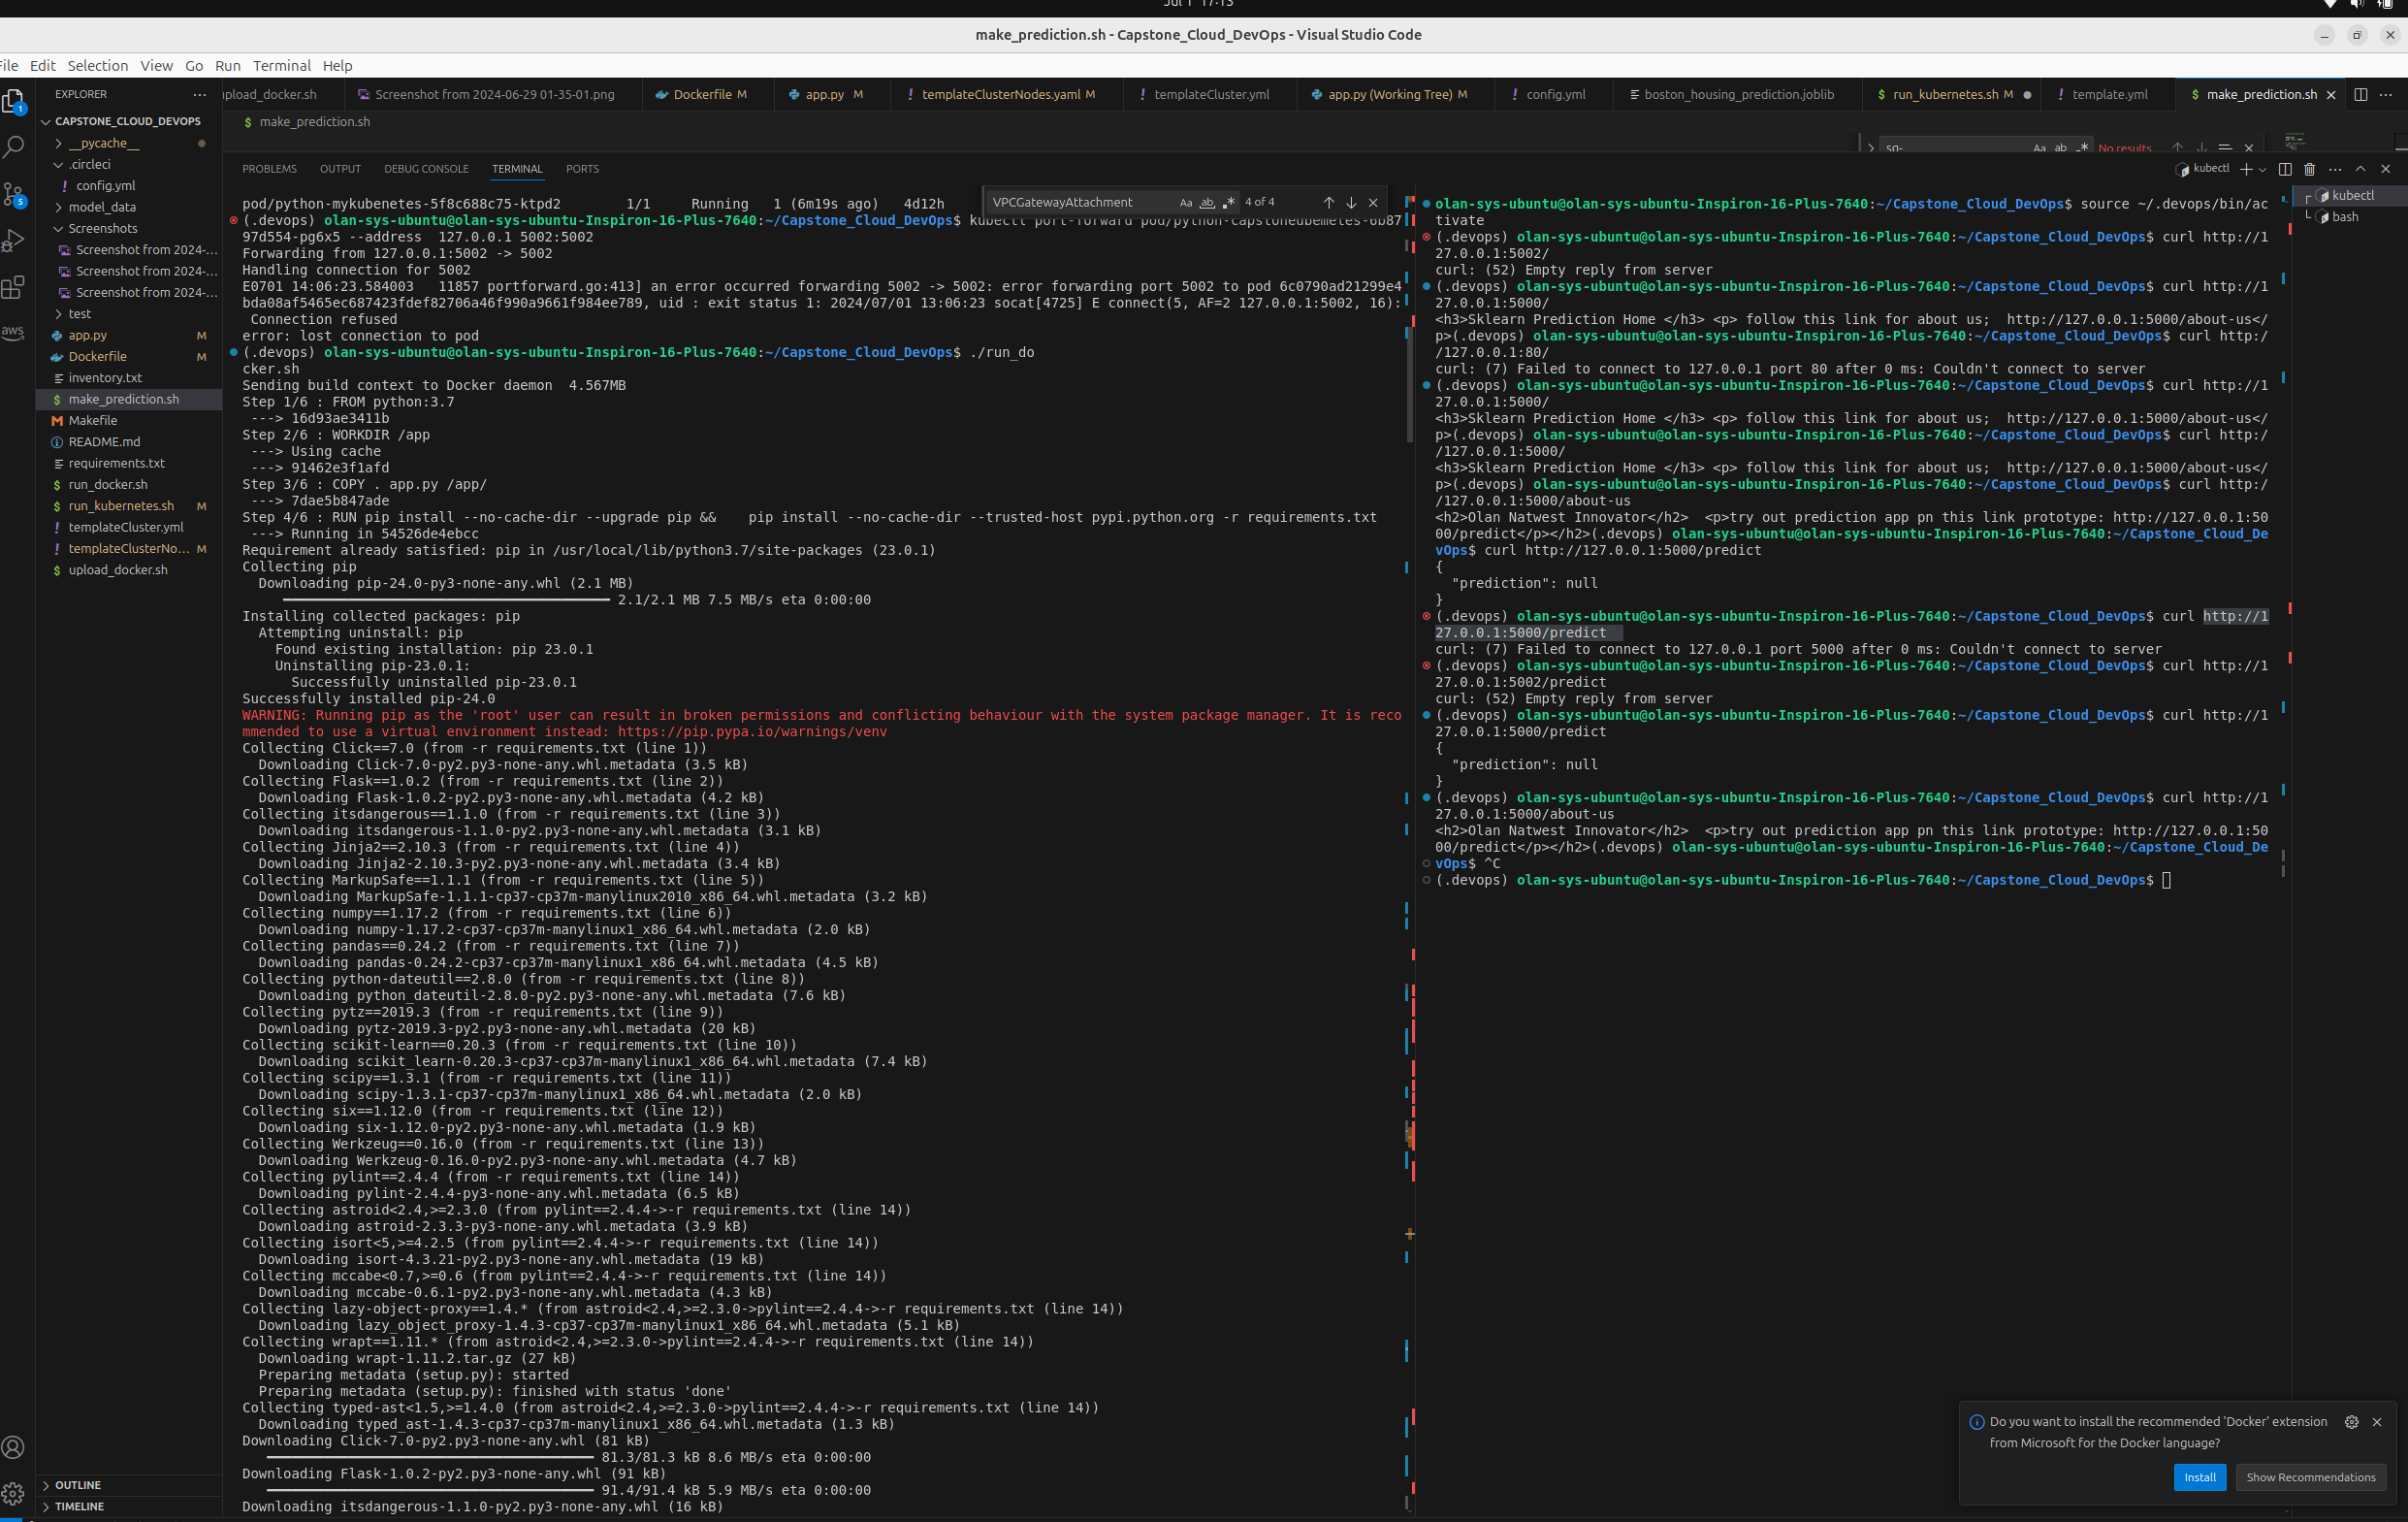 Jul 1 17:13
make_prediction.sh - Capstone_Cloud_DevOps - Visual Studio Code
File Edit Selection View Go Run Terminal Help
EXPLORER
upload_docker.sh
Screenshot from 2024-06-29 01-35-01.png
Dockerfile M
app.py M
templateClusterNodes.yaml M
templateCluster.yml
app.py (Working Tree) M
config.yml
boston_housing_prediction.joblib
run_kubernetes.sh M
template.yml
make_prediction.sh
CAPSTONE_CLOUD_DEVOPS
__pycache__
.circleci
config.yml
model_data
Screenshots
Screenshot from 2024-...
Screenshot from 2024-...
Screenshot from 2024-...
test
app.py M
Dockerfile M
inventory.txt
make_prediction.sh
Makefile
README.md
requirements.txt
run_docker.sh
run_kubernetes.sh M
templateCluster.yml
templateClusterNo... M
upload_docker.sh
OUTLINE
TIMELINE
aws
1
5
make_prediction.sh
sq-
Aa ab .* No results
PROBLEMS OUTPUT DEBUG CONSOLE TERMINAL PORTS
kubectl
VPCGatewayAttachment Aa ab .* 4 of 4
pod/python-mykubenetes-5f8c688c75-ktpd2 1/1 Running 1 (6m19s ago) 4d12h
(.devops) olan-sys-ubuntu@olan-sys-ubuntu-Inspiron-16-Plus-7640:~/Capstone_Cloud_DevOps$ kubectl port-forward pod/python-capstoneubemetes-6b87
97d554-pg6x5 --address  127.0.0.1 5002:5002
Forwarding from 127.0.0.1:5002 -> 5002
Handling connection for 5002
E0701 14:06:23.584003   11857 portforward.go:413] an error occurred forwarding 5002 -> 5002: error forwarding port 5002 to pod 6c0790ad21299e4
bda08af5465ec687423fdef82706a46f990a9661f984ee789, uid : exit status 1: 2024/07/01 13:06:23 socat[4725] E connect(5, AF=2 127.0.0.1:5002, 16):
Connection refused
error: lost connection to pod
(.devops) olan-sys-ubuntu@olan-sys-ubuntu-Inspiron-16-Plus-7640:~/Capstone_Cloud_DevOps$ ./run_do
cker.sh
Sending build context to Docker daemon  4.567MB
Step 1/6 : FROM python:3.7
---> 16d93ae3411b
Step 2/6 : WORKDIR /app
---> Using cache
---> 91462e3f1afd
Step 3/6 : COPY . app.py /app/
---> 7dae5b847ade
Step 4/6 : RUN pip install --no-cache-dir --upgrade pip &&    pip install --no-cache-dir --trusted-host pypi.python.org -r requirements.txt
---> Running in 54526de4ebcc
Requirement already satisfied: pip in /usr/local/lib/python3.7/site-packages (23.0.1)
Collecting pip
Downloading pip-24.0-py3-none-any.whl (2.1 MB)
2.1/2.1 MB 7.5 MB/s eta 0:00:00
Installing collected packages: pip
Attempting uninstall: pip
Found existing installation: pip 23.0.1
Uninstalling pip-23.0.1:
Successfully uninstalled pip-23.0.1
Successfully installed pip-24.0
WARNING: Running pip as the 'root' user can result in broken permissions and conflicting behaviour with the system package manager. It is reco
mmended to use a virtual environment instead: https://pip.pypa.io/warnings/venv
Collecting Click==7.0 (from -r requirements.txt (line 1))
Downloading Click-7.0-py2.py3-none-any.whl.metadata (3.5 kB)
Collecting Flask==1.0.2 (from -r requirements.txt (line 2))
Downloading Flask-1.0.2-py2.py3-none-any.whl.metadata (4.2 kB)
Collecting itsdangerous==1.1.0 (from -r requirements.txt (line 3))
Downloading itsdangerous-1.1.0-py2.py3-none-any.whl.metadata (3.1 kB)
Collecting Jinja2==2.10.3 (from -r requirements.txt (line 4))
Downloading Jinja2-2.10.3-py2.py3-none-any.whl.metadata (3.4 kB)
Collecting MarkupSafe==1.1.1 (from -r requirements.txt (line 5))
Downloading MarkupSafe-1.1.1-cp37-cp37m-manylinux2010_x86_64.whl.metadata (3.2 kB)
Collecting numpy==1.17.2 (from -r requirements.txt (line 6))
Downloading numpy-1.17.2-cp37-cp37m-manylinux1_x86_64.whl.metadata (2.0 kB)
Collecting pandas==0.24.2 (from -r requirements.txt (line 7))
Downloading pandas-0.24.2-cp37-cp37m-manylinux1_x86_64.whl.metadata (4.5 kB)
Collecting python-dateutil==2.8.0 (from -r requirements.txt (line 8))
Downloading python_dateutil-2.8.0-py2.py3-none-any.whl.metadata (7.6 kB)
Collecting pytz==2019.3 (from -r requirements.txt (line 9))
Downloading pytz-2019.3-py2.py3-none-any.whl.metadata (20 kB)
Collecting scikit-learn==0.20.3 (from -r requirements.txt (line 10))
Downloading scikit_learn-0.20.3-cp37-cp37m-manylinux1_x86_64.whl.metadata (7.4 kB)
Collecting scipy==1.3.1 (from -r requirements.txt (line 11))
Downloading scipy-1.3.1-cp37-cp37m-manylinux1_x86_64.whl.metadata (2.0 kB)
Collecting six==1.12.0 (from -r requirements.txt (line 12))
Downloading six-1.12.0-py2.py3-none-any.whl.metadata (1.9 kB)
Collecting Werkzeug==0.16.0 (from -r requirements.txt (line 13))
Downloading Werkzeug-0.16.0-py2.py3-none-any.whl.metadata (4.7 kB)
Collecting pylint==2.4.4 (from -r requirements.txt (line 14))
Downloading pylint-2.4.4-py3-none-any.whl.metadata (6.5 kB)
Collecting astroid<2.4,>=2.3.0 (from pylint==2.4.4->-r requirements.txt (line 14))
Downloading astroid-2.3.3-py3-none-any.whl.metadata (3.9 kB)
Collecting isort<5,>=4.2.5 (from pylint==2.4.4->-r requirements.txt (line 14))
Downloading isort-4.3.21-py2.py3-none-any.whl.metadata (19 kB)
Collecting mccabe<0.7,>=0.6 (from pylint==2.4.4->-r requirements.txt (line 14))
Downloading mccabe-0.6.1-py2.py3-none-any.whl.metadata (4.3 kB)
Collecting lazy-object-proxy==1.4.* (from astroid<2.4,>=2.3.0->pylint==2.4.4->-r requirements.txt (line 14))
Downloading lazy_object_proxy-1.4.3-cp37-cp37m-manylinux1_x86_64.whl.metadata (5.1 kB)
Collecting wrapt==1.11.* (from astroid<2.4,>=2.3.0->pylint==2.4.4->-r requirements.txt (line 14))
Downloading wrapt-1.11.2.tar.gz (27 kB)
Preparing metadata (setup.py): started
Preparing metadata (setup.py): finished with status 'done'
Collecting typed-ast<1.5,>=1.4.0 (from astroid<2.4,>=2.3.0->pylint==2.4.4->-r requirements.txt (line 14))
Downloading typed_ast-1.4.3-cp37-cp37m-manylinux1_x86_64.whl.metadata (1.3 kB)
Downloading Click-7.0-py2.py3-none-any.whl (81 kB)
81.3/81.3 kB 8.6 MB/s eta 0:00:00
Downloading Flask-1.0.2-py2.py3-none-any.whl (91 kB)
91.4/91.4 kB 5.9 MB/s eta 0:00:00
Downloading itsdangerous-1.1.0-py2.py3-none-any.whl (16 kB)
olan-sys-ubuntu@olan-sys-ubuntu-Inspiron-16-Plus-7640:~/Capstone_Cloud_DevOps$ source ~/.devops/bin/ac
tivate
(.devops) olan-sys-ubuntu@olan-sys-ubuntu-Inspiron-16-Plus-7640:~/Capstone_Cloud_DevOps$ curl http://1
27.0.0.1:5002/
curl: (52) Empty reply from server
(.devops) olan-sys-ubuntu@olan-sys-ubuntu-Inspiron-16-Plus-7640:~/Capstone_Cloud_DevOps$ curl http://1
27.0.0.1:5000/
<h3>Sklearn Prediction Home </h3> <p> follow this link for about us;  http://127.0.0.1:5000/about-us</
p>(.devops) olan-sys-ubuntu@olan-sys-ubuntu-Inspiron-16-Plus-7640:~/Capstone_Cloud_DevOps$ curl http:/
/127.0.0.1:80/
curl: (7) Failed to connect to 127.0.0.1 port 80 after 0 ms: Couldn't connect to server
(.devops) olan-sys-ubuntu@olan-sys-ubuntu-Inspiron-16-Plus-7640:~/Capstone_Cloud_DevOps$ curl http://1
27.0.0.1:5000/
<h3>Sklearn Prediction Home </h3> <p> follow this link for about us;  http://127.0.0.1:5000/about-us</
p>(.devops) olan-sys-ubuntu@olan-sys-ubuntu-Inspiron-16-Plus-7640:~/Capstone_Cloud_DevOps$ curl http:/
/127.0.0.1:5000/
<h3>Sklearn Prediction Home </h3> <p> follow this link for about us;  http://127.0.0.1:5000/about-us</
p>(.devops) olan-sys-ubuntu@olan-sys-ubuntu-Inspiron-16-Plus-7640:~/Capstone_Cloud_DevOps$ curl http:/
/127.0.0.1:5000/about-us
<h2>Olan Natwest Innovator</h2>  <p>try out prediction app pn this link prototype: http://127.0.0.1:50
00/predict</p></h2>(.devops) olan-sys-ubuntu@olan-sys-ubuntu-Inspiron-16-Plus-7640:~/Capstone_Cloud_De
vOps$ curl http://127.0.0.1:5000/predict
{
"prediction": null
}
(.devops) olan-sys-ubuntu@olan-sys-ubuntu-Inspiron-16-Plus-7640:~/Capstone_Cloud_DevOps$ curl http://1
27.0.0.1:5000/predict
curl: (7) Failed to connect to 127.0.0.1 port 5000 after 0 ms: Couldn't connect to server
(.devops) olan-sys-ubuntu@olan-sys-ubuntu-Inspiron-16-Plus-7640:~/Capstone_Cloud_DevOps$ curl http://1
27.0.0.1:5002/predict
curl: (52) Empty reply from server
(.devops) olan-sys-ubuntu@olan-sys-ubuntu-Inspiron-16-Plus-7640:~/Capstone_Cloud_DevOps$ curl http://1
27.0.0.1:5000/predict
{
"prediction": null
}
(.devops) olan-sys-ubuntu@olan-sys-ubuntu-Inspiron-16-Plus-7640:~/Capstone_Cloud_DevOps$ curl http://1
27.0.0.1:5000/about-us
<h2>Olan Natwest Innovator</h2>  <p>try out prediction app pn this link prototype: http://127.0.0.1:50
00/predict</p></h2>(.devops) olan-sys-ubuntu@olan-sys-ubuntu-Inspiron-16-Plus-7640:~/Capstone_Cloud_De
vOps$ ^C
(.devops) olan-sys-ubuntu@olan-sys-ubuntu-Inspiron-16-Plus-7640:~/Capstone_Cloud_DevOps$
kubectl
bash
Do you want to install the recommended 'Docker' extension
from Microsoft for the Docker language?
Install
Show Recommendations